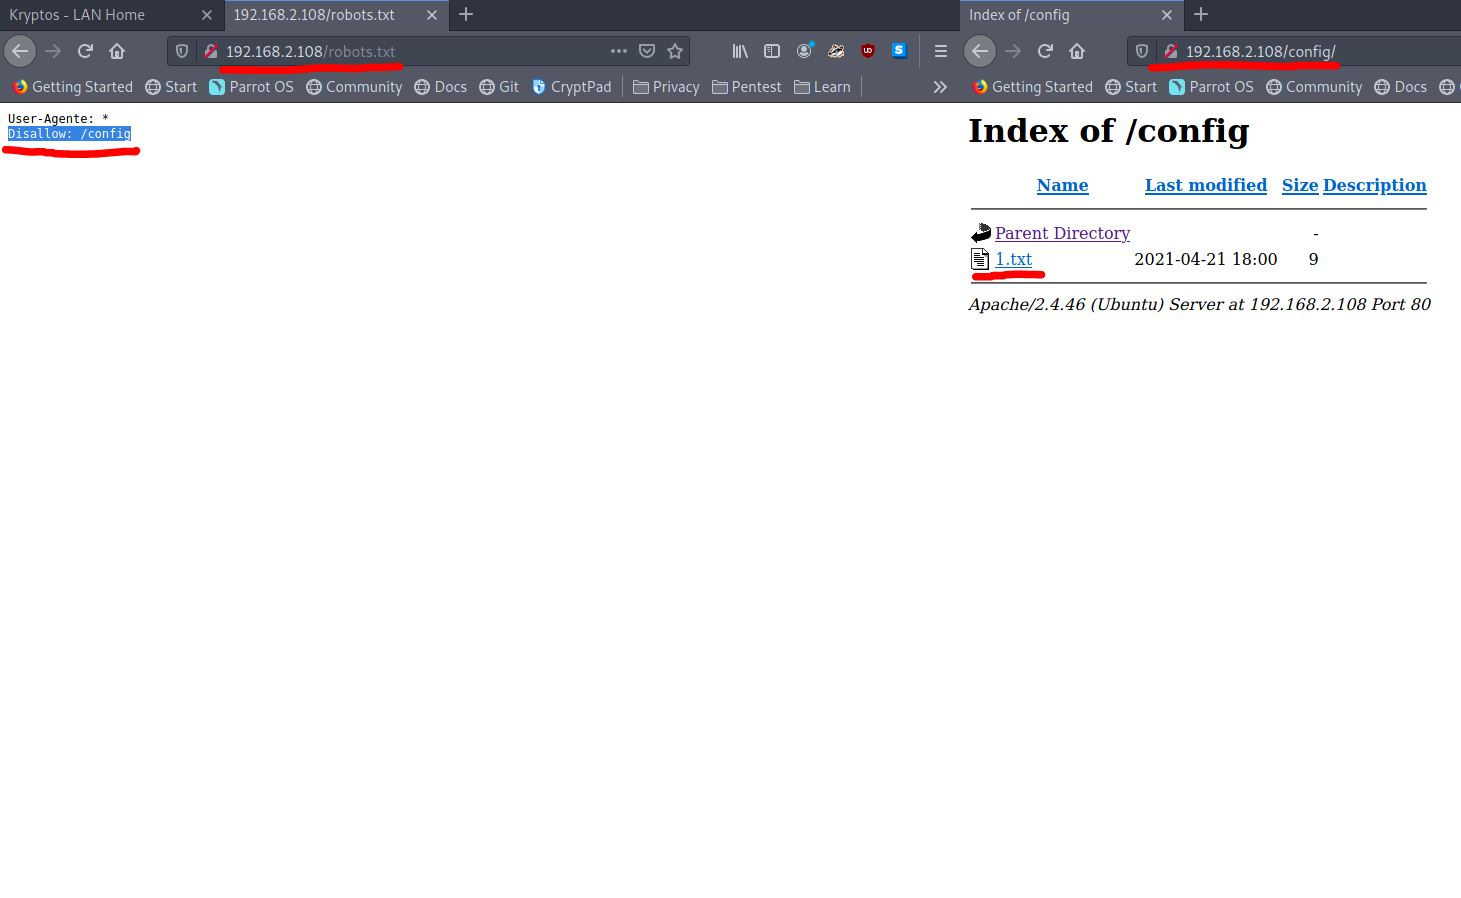 Kryptos - LAN Home
192.168.2.108/robots.txt
192.168.2.108/robots.txt
Getting Started Start Parrot OS Community Docs Git CryptPad Privacy Pentest Learn
User-Agente: *
Disallow: /config
Index of /config
192.168.2.108/config/
Getting Started Start Parrot OS Community Docs
Index of /config
Name Last modified Size Description
Parent Directory -
1.txt 2021-04-21 18:00 9
Apache/2.4.46 (Ubuntu) Server at 192.168.2.108 Port 80